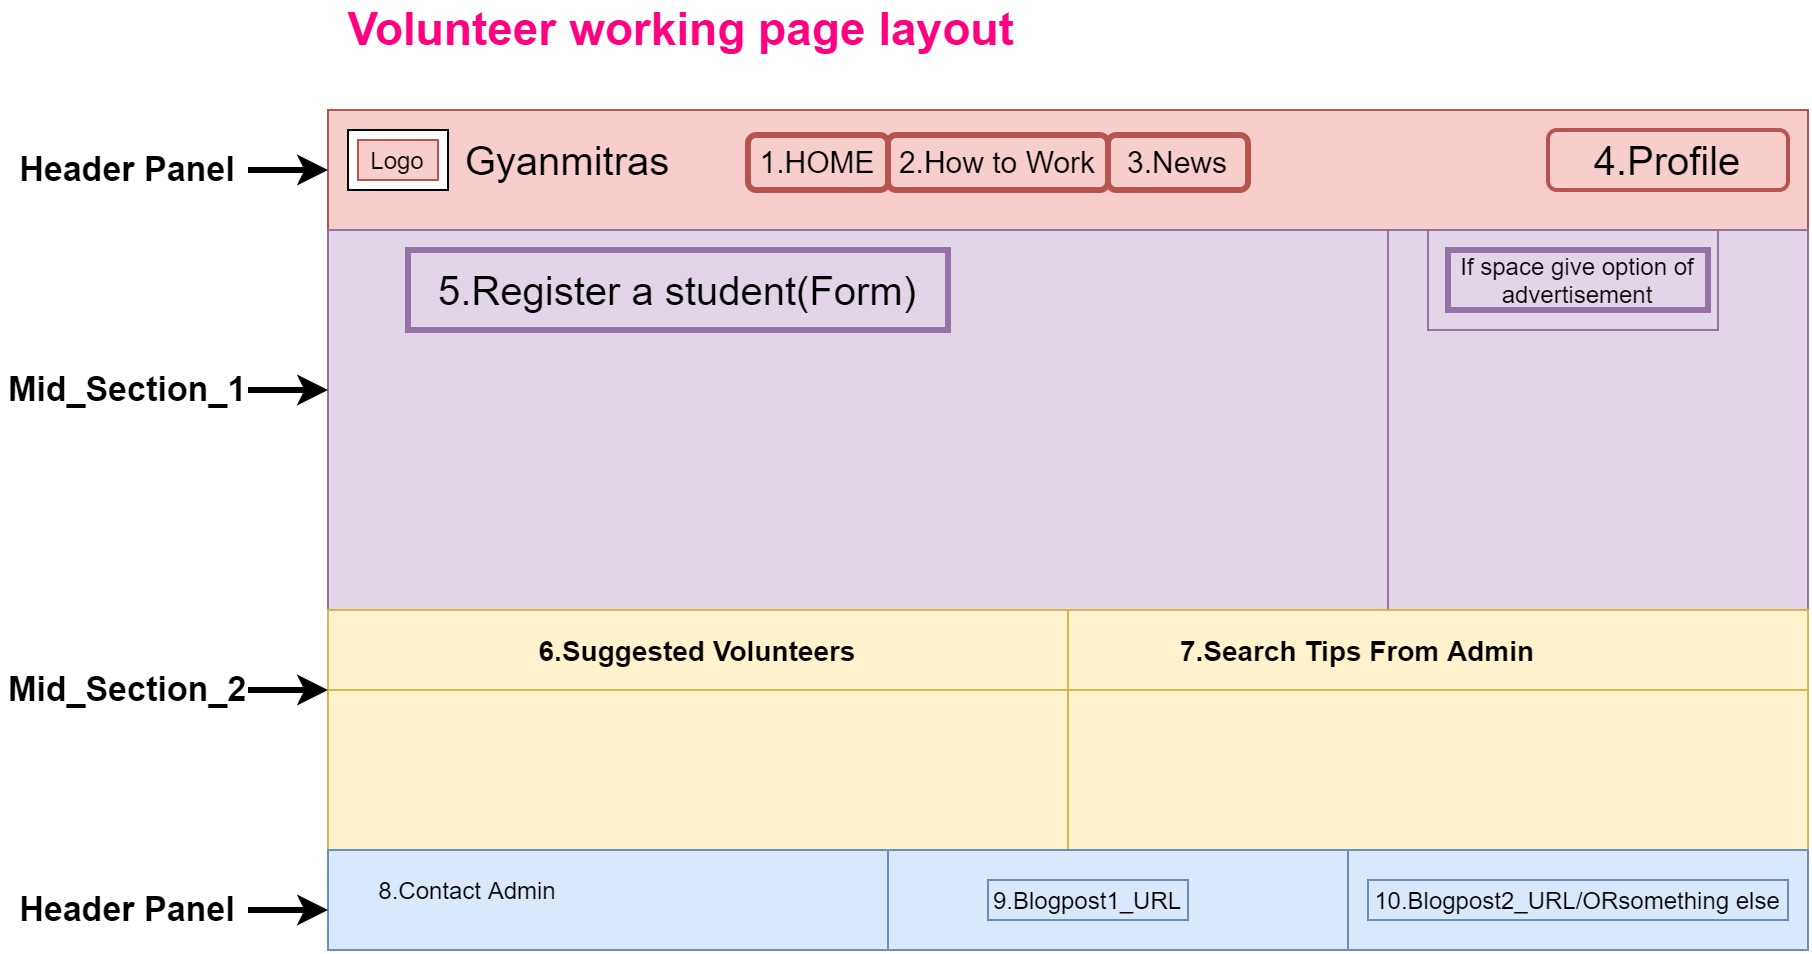 Volunteer working page layout
Header Panel
Logo
Gyanmitras
1.HOME
2.How to Work
3.News
4.Profile
Mid_Section_1
5.Register a student(Form)
If space give option of
advertisement
Mid_Section_2
6.Suggested Volunteers
7.Search Tips From Admin
Header Panel
8.Contact Admin
9.Blogpost1_URL
10.Blogpost2_URL/ORsomething else